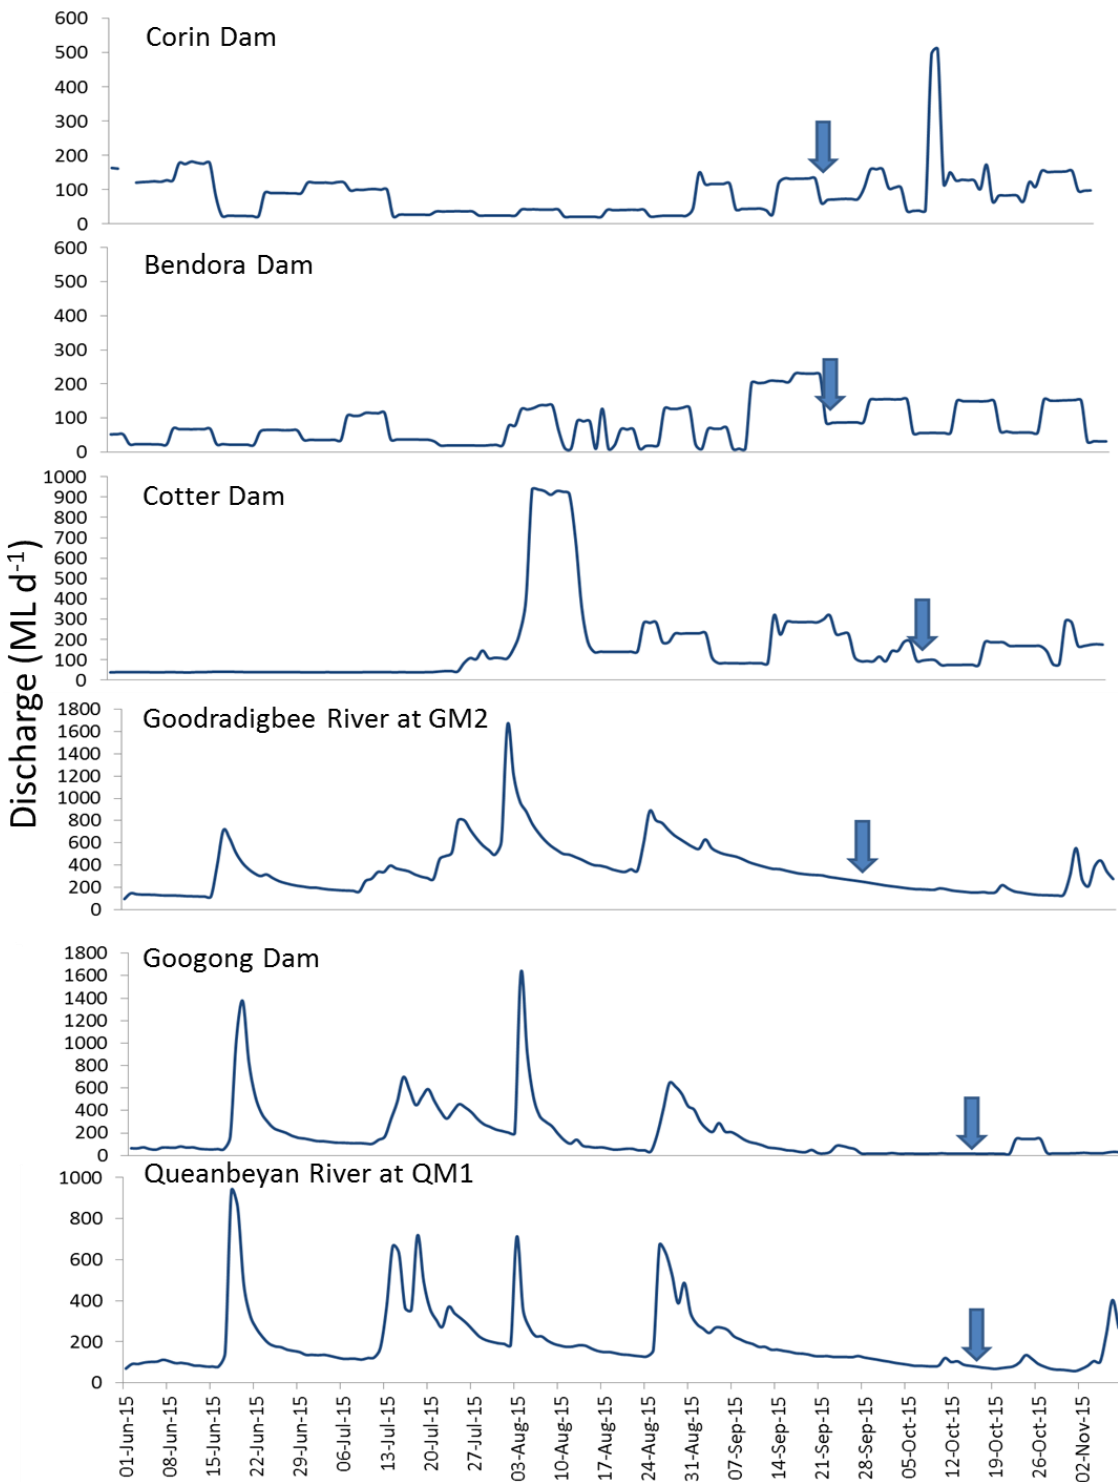 Discharge (ML d⁻¹)
600
500
400
300
200
100
0
Corin Dam
600
500
400
300
200
100
0
Bendora Dam
1000
900
800
700
600
500
400
300
200
100
0
Cotter Dam
1800
1600
1400
1200
1000
800
600
400
200
0
Goodradigbee River at GM2
1800
1600
1400
1200
1000
800
600
400
200
0
Googong Dam
1000
800
600
400
200
0
Queanbeyan River at QM1
01-Jun-15
08-Jun-15
15-Jun-15
22-Jun-15
29-Jun-15
06-Jul-15
13-Jul-15
20-Jul-15
27-Jul-15
03-Aug-15
10-Aug-15
17-Aug-15
24-Aug-15
31-Aug-15
07-Sep-15
14-Sep-15
21-Sep-15
28-Sep-15
05-Oct-15
12-Oct-15
19-Oct-15
26-Oct-15
02-Nov-15